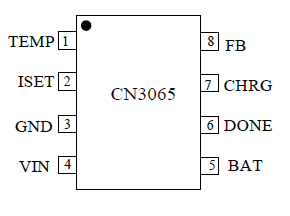 TEMP 1 8 FB
ISET 2 7 CHRG
CN3065
GND 3 6 DONE
VIN 4 5 BAT